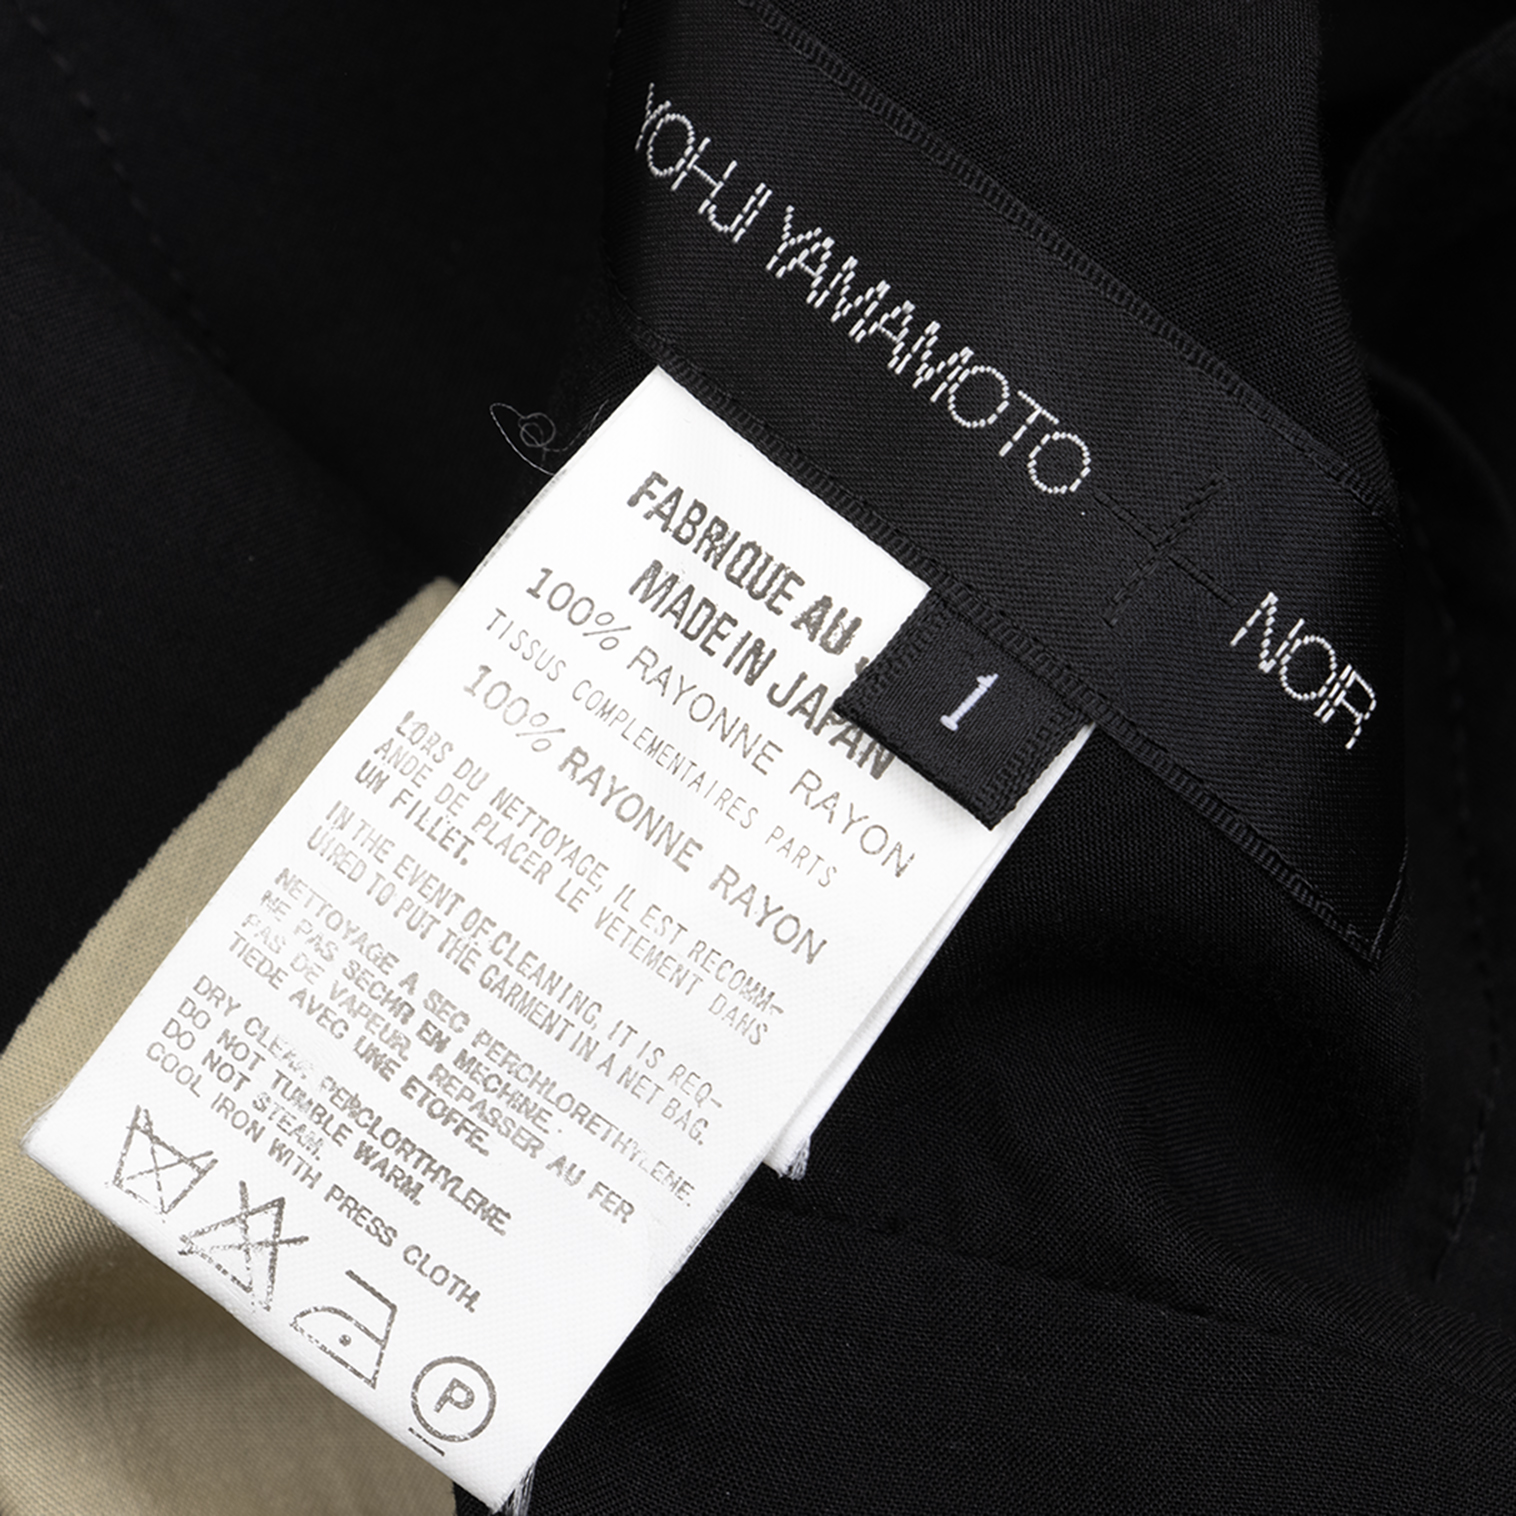 YOHJI YAMAMOTO
NOIR
1
FABRIQUE AU
MADE IN JAPAN
100% RAYONNE RAYON
TISSUS COMPLEMENTAIRES PARTS
100% RAYONNE RAYON
LORS DU NETTOYAGE, IL EST RECOMM-
ANDE DE PLACER LE VETEMENT DANS
UN FILLET.
IN THE EVENT OF CLEANING, IT IS REQ-
UIRED TO PUT THE GARMENT IN A NET BAG.
NETTOYAGE A SEC PERCHLORETHYLENE.
NE PAS SECHR EN MECHINE.
PAS DE VAPEUR. REPASSER AU FER
TIEDE AVEC UNE ETOFFE.
DRY CLEAN PERCLORTHYLENE.
DO NOT TUMBLE WARM.
DO NOT STEAM.
COOL IRON WITH PRESS CLOTH.
P